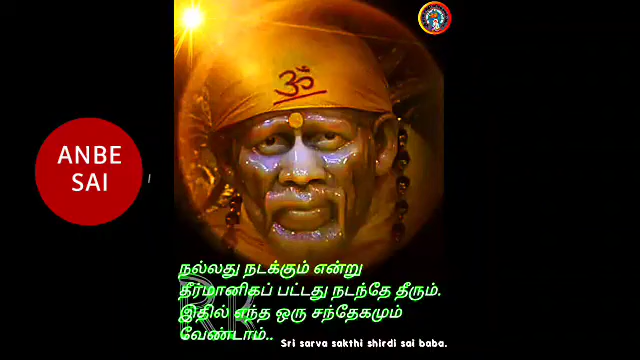 ANBE
SAI
ॐ
நல்லது நடக்கும் என்று
தீர்மானிகப் பட்டது நடந்தே தீரும்.
இதில் எந்த ஒரு சந்தேகமும்
வேண்டாம்..
RK
Sri sarva sakthi shirdi sai baba.